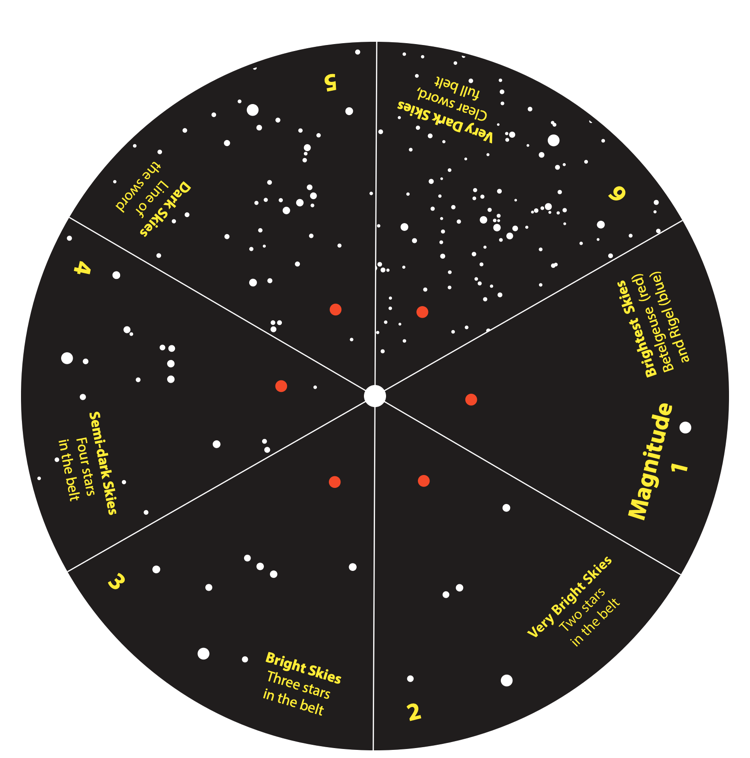 Magnitude
1
Brightest Skies
Betelgeuse (red)
and Rigel (blue)
2
Very Bright Skies
Two stars
in the belt
3
Bright Skies
Three stars
in the belt
4
Semi-dark Skies
Four stars
in the belt
5
Dark Skies
Line of
the sword
6
Very Dark Skies
Clear sword,
full belt